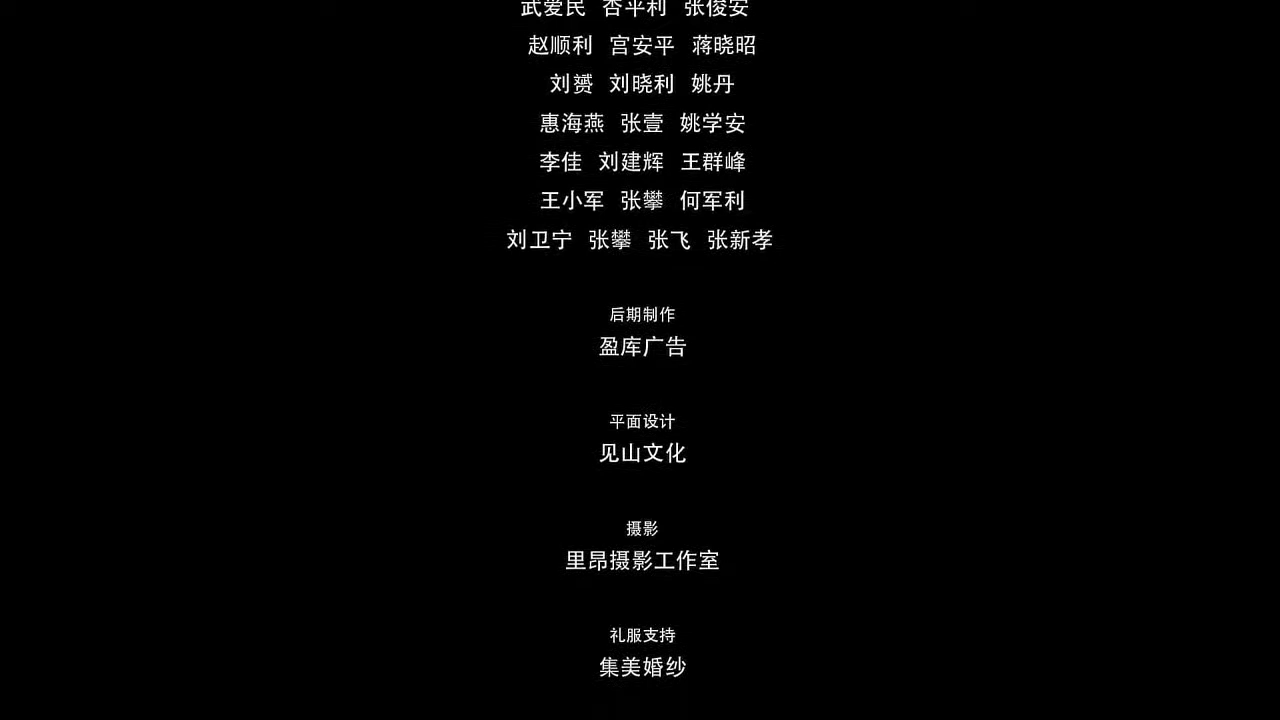 武爱民 杏平利 张俊安
赵顺利 宫安平 蒋晓昭
刘赟 刘晓利 姚丹
惠海燕 张壹 姚学安
李佳 刘建辉 王群峰
王小军 张攀 何军利
刘卫宁 张攀 张飞 张新孝
后期制作
盈库广告
平面设计
见山文化
摄影
里昂摄影工作室
礼服支持
集美婚纱